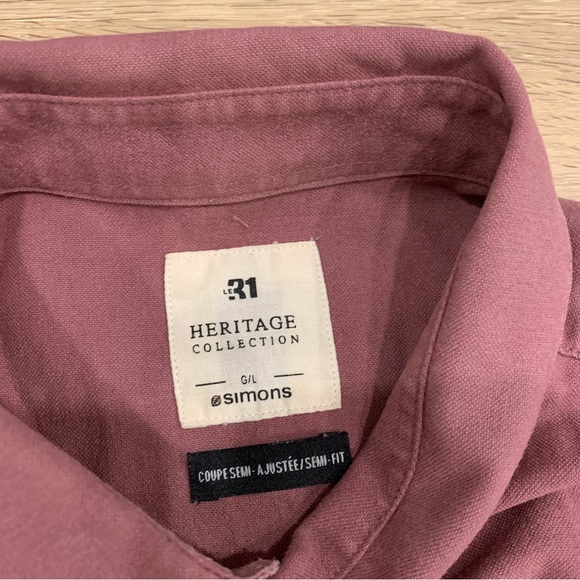 LE 31
HERITAGE
COLLECTION
G/L
simons
COUPE SEMI-AJUSTÉE/SEMI-FIT